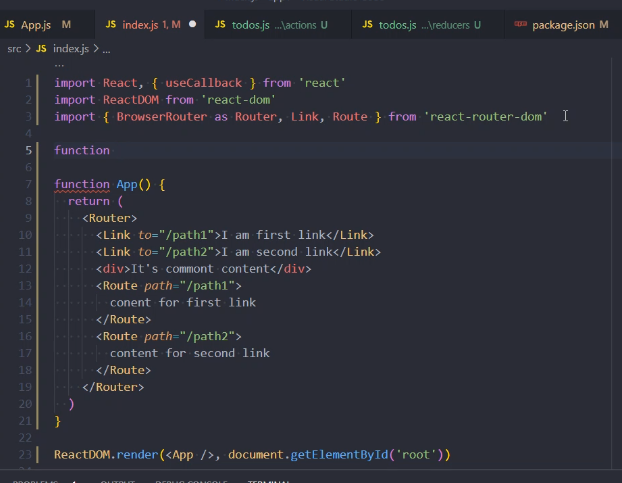 JS App.js M JS index.js 1, M JS todos.js ...\actions U JS todos.js ...\reducers U package.json M
src > JS index.js > ...
...
1 import React, { useCallback } from 'react'
2 import ReactDOM from 'react-dom'
3 import { BrowserRouter as Router, Link, Route } from 'react-router-dom'
4
5 function
6
7 function App() {
8 return (
9 <Router>
10 <Link to="/path1">I am first link</Link>
11 <Link to="/path2">I am second link</Link>
12 <div>It's commont content</div>
13 <Route path="/path1">
14 conent for first link
15 </Route>
16 <Route path="/path2">
17 content for second link
18 </Route>
19 </Router>
20 )
21 }
22
23 ReactDOM.render(<App />, document.getElementById('root'))
PROBLEMS OUTPUT DEBUG CONSOLE TERMINAL